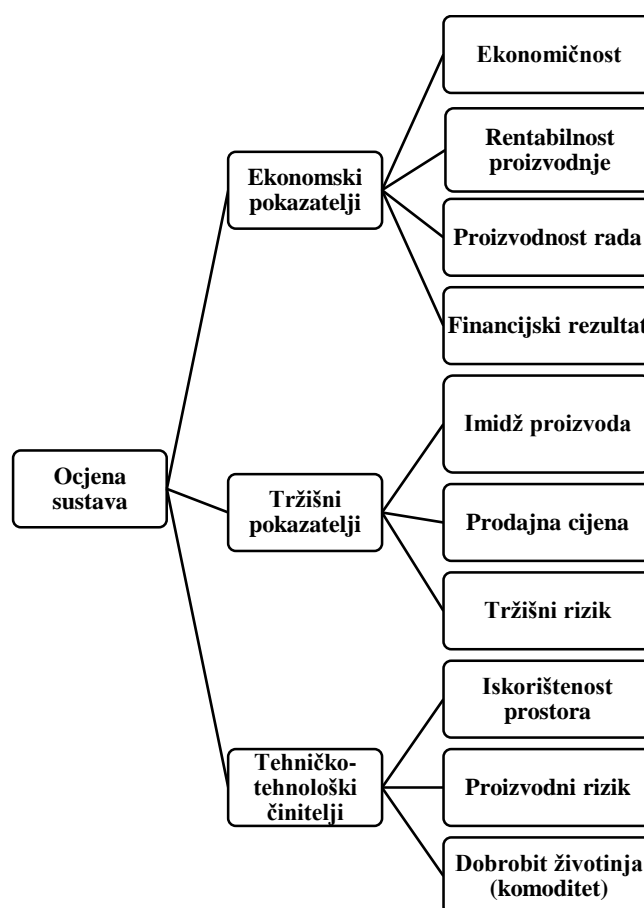 Ocjena
sustava
Ekonomski
pokazatelji
Ekonomičnost
Rentabilnost
proizvodnje
Proizvodnost rada
Financijski rezultat
Tržišni
pokazatelji
Imidž proizvoda
Prodajna cijena
Tržišni rizik
Tehničko-
tehnološki
činitelji
Iskorištenost
prostora
Proizvodni rizik
Dobrobit životinja
(komoditet)